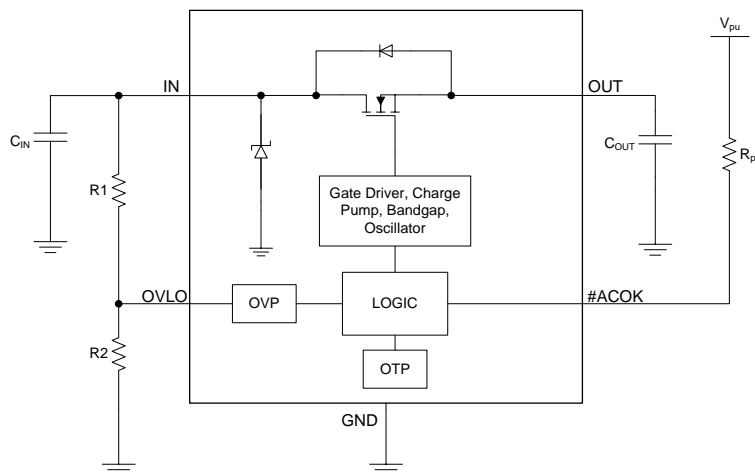 V_pu
IN
OUT
C_IN
C_OUT
R1
R_p
Gate Driver, Charge
Pump, Bandgap,
Oscillator
OVLO
OVP
LOGIC
#ACOK
R2
OTP
GND